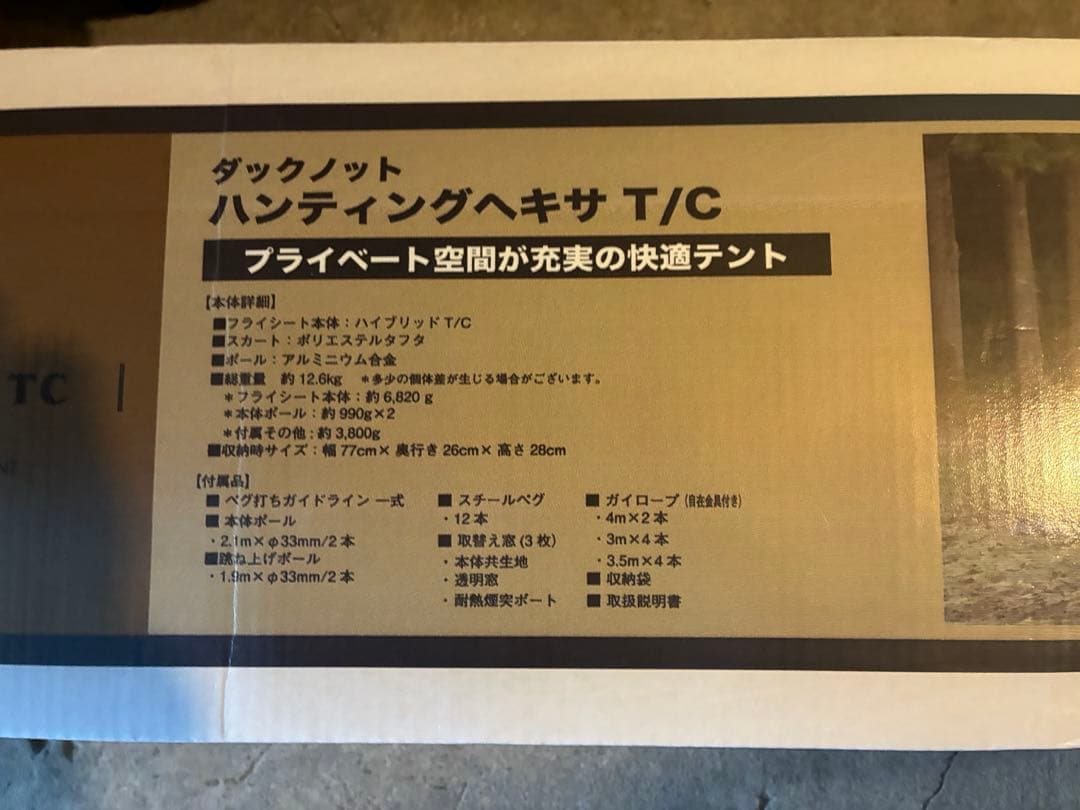 TC
ダックノット
ハンティングヘキサ T/C
プライベート空間が充実の快適テント
【本体詳細】
■フライシート本体：ハイブリッド T/C
■スカート：ポリエステルタフタ
■ポール：アルミニウム合金
■総重量　約 12.6kg　＊多少の個体差が生じる場合がございます。
＊フライシート本体：約 6,820 g
＊本体ポール：約 990g×2
＊付属その他：約 3,800g
■収納時サイズ：幅 77cm× 奥行き 26cm× 高さ 28cm
【付属品】
■ ペグ打ちガイドライン 一式
■ 本体ポール
・2.1m×φ33mm/2 本
■跳ね上げポール
・1.9m×φ33mm/2 本
■ スチールペグ
・12 本
■ 取替え窓 (3 枚)
・本体共生地
・透明窓
・耐熱煙突ポート
■ ガイロープ (自在金具付き)
・4m×2 本
・3m×4 本
・3.5m×4 本
■ 収納袋
■ 取扱説明書